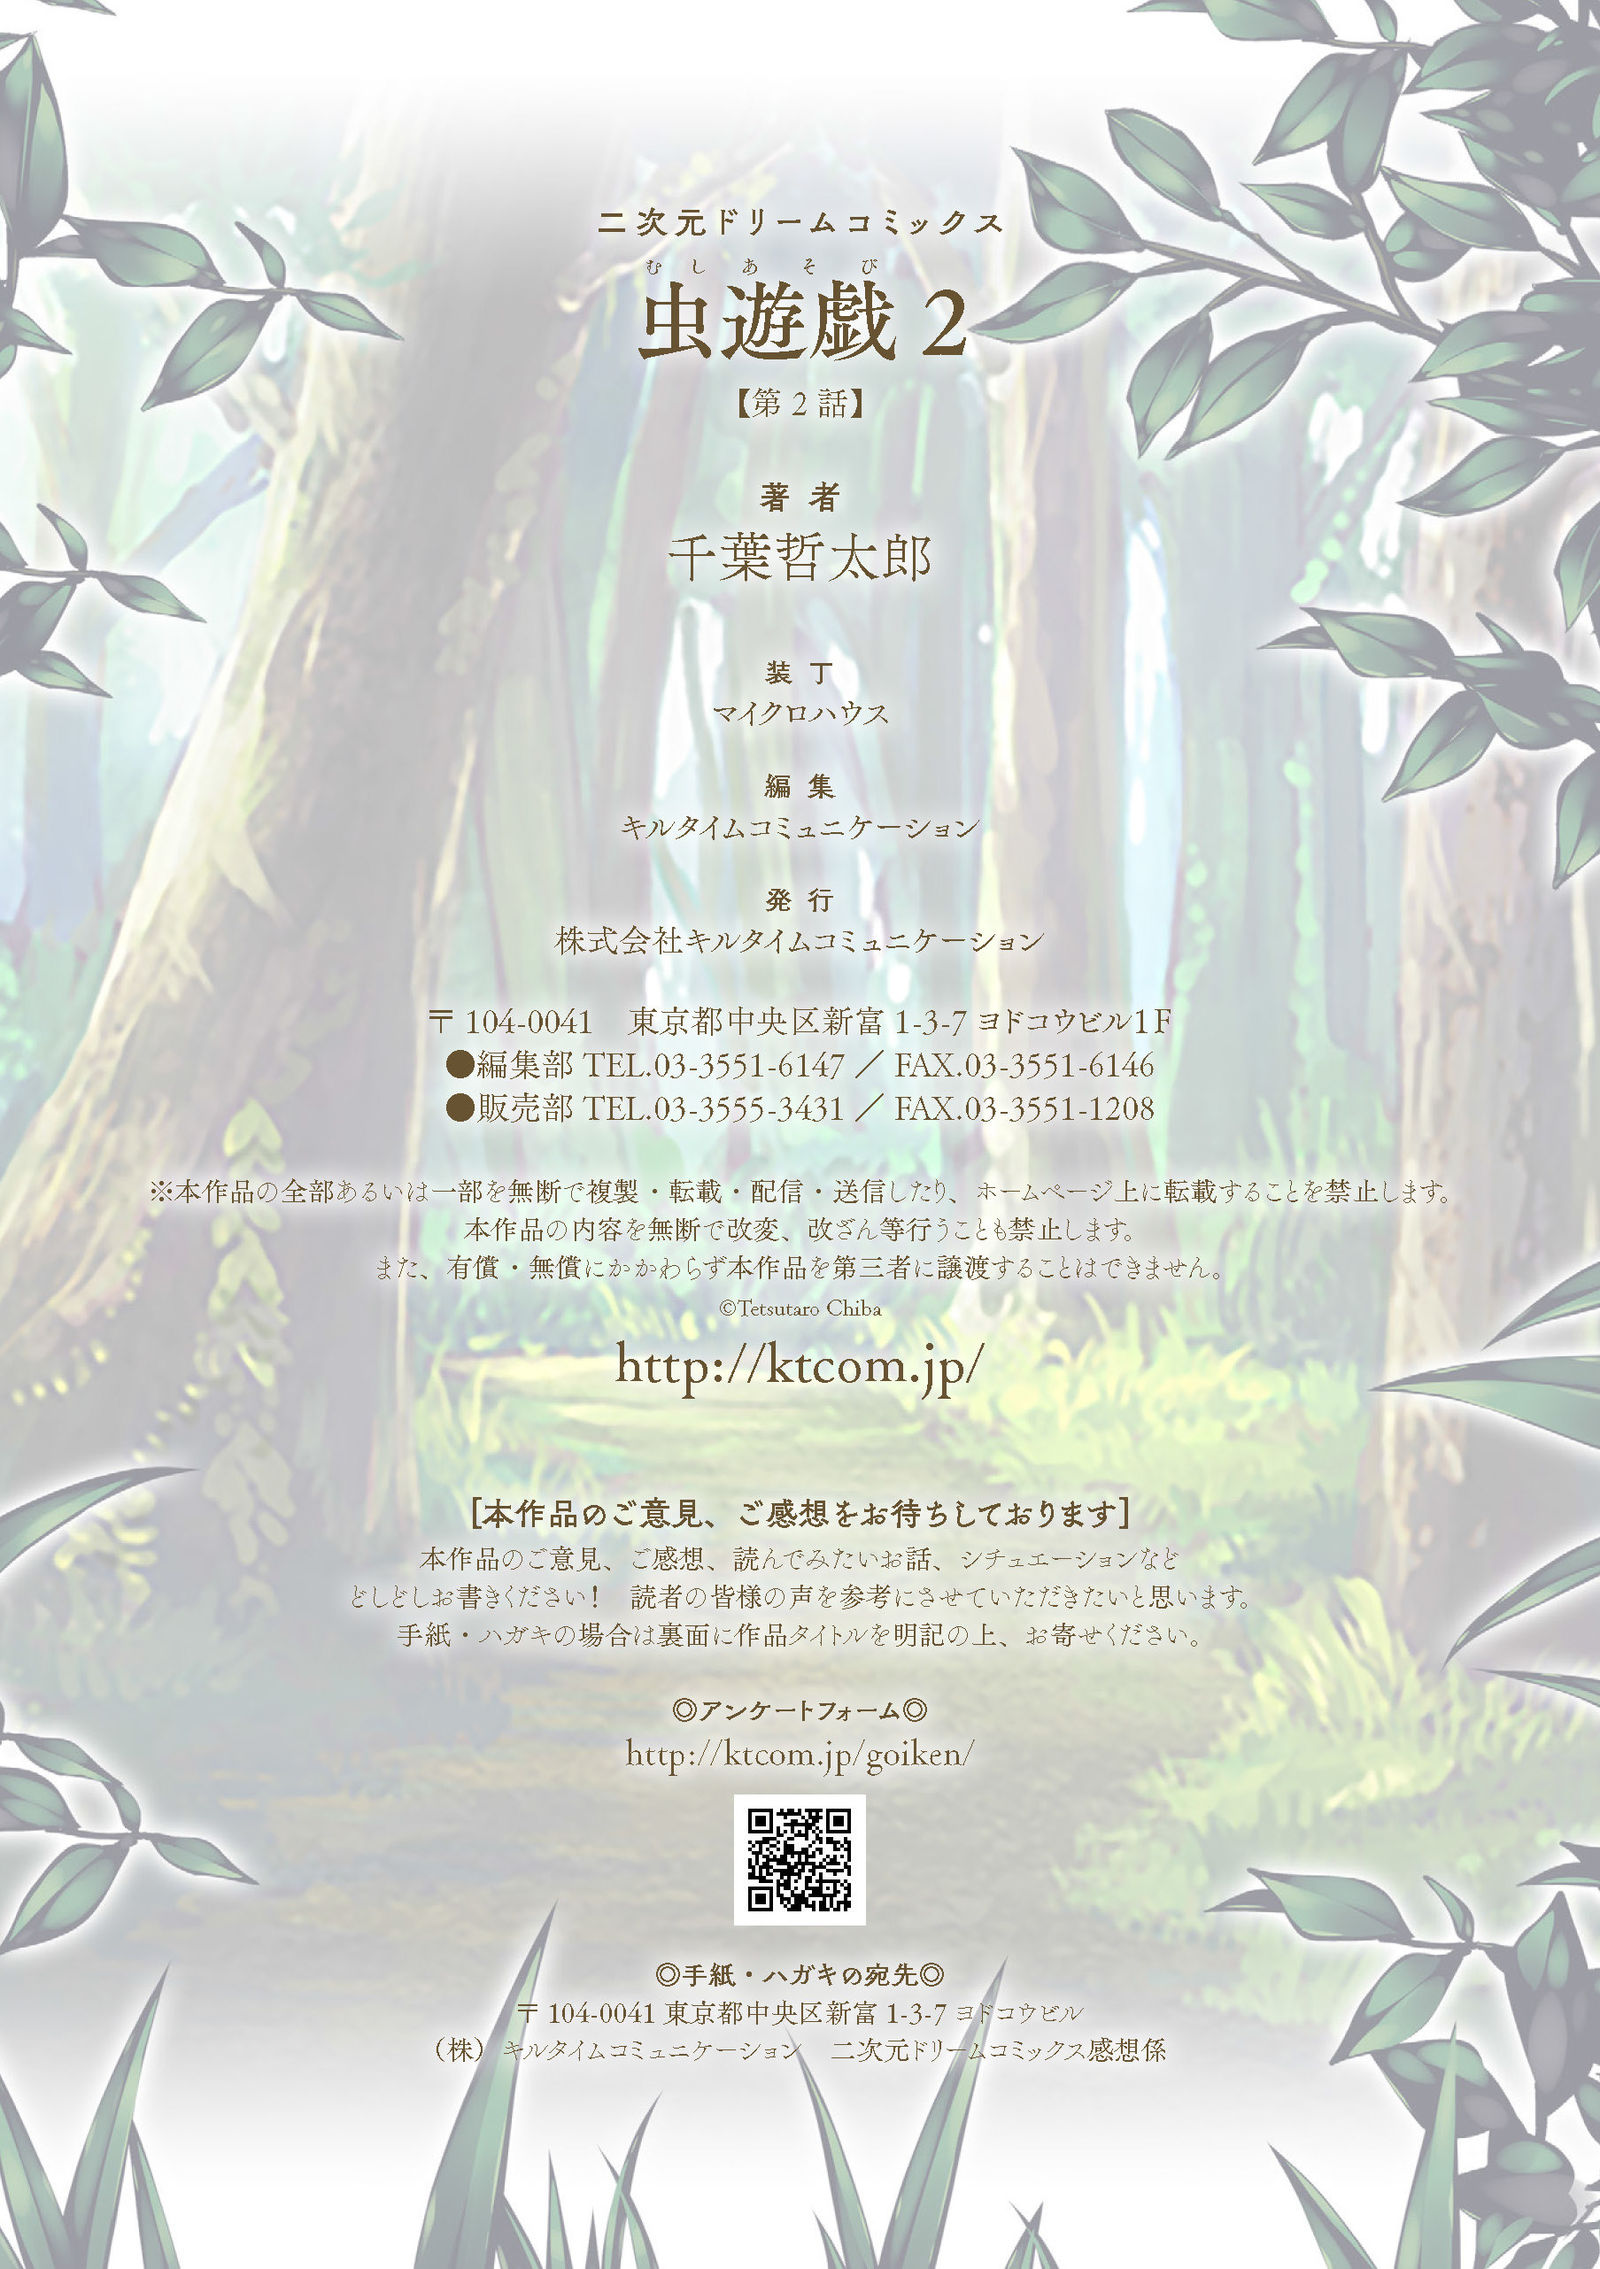 二次元ドリームコミックス
むしあそび
虫遊戯 2
【第 2 話】
著 者
千葉哲太郎
装 丁
マイクロハウス
編 集
キルタイムコミュニケーション
発 行
株式会社キルタイムコミュニケーション
〒 104-0041　東京都中央区新富 1-3-7 ヨドコウビル1F
●編集部 TEL.03-3551-6147 ／ FAX.03-3551-6146
●販売部 TEL.03-3555-3431 ／ FAX.03-3551-1208
※本作品の全部あるいは一部を無断で複製・転載・配信・送信したり、ホームページ上に転載することを禁止します。
本作品の内容を無断で改変、改ざん等行うことも禁止します。
また、有償・無償にかかわらず本作品を第三者に譲渡することはできません。
©Tetsutaro Chiba
http://ktcom.jp/
[本作品のご意見、ご感想をお待ちしております]
本作品のご意見、ご感想、読んでみたいお話、シチュエーションなど
どしどしお書きください！　読者の皆様の声を参考にさせていただきたいと思います。
手紙・ハガキの場合は裏面に作品タイトルを明記の上、お寄せください。
◎アンケートフォーム◎
http://ktcom.jp/goiken/
◎手紙・ハガキの宛先◎
〒 104-0041 東京都中央区新富 1-3-7 ヨドコウビル
（株）キルタイムコミュニケーション　二次元ドリームコミックス感想係